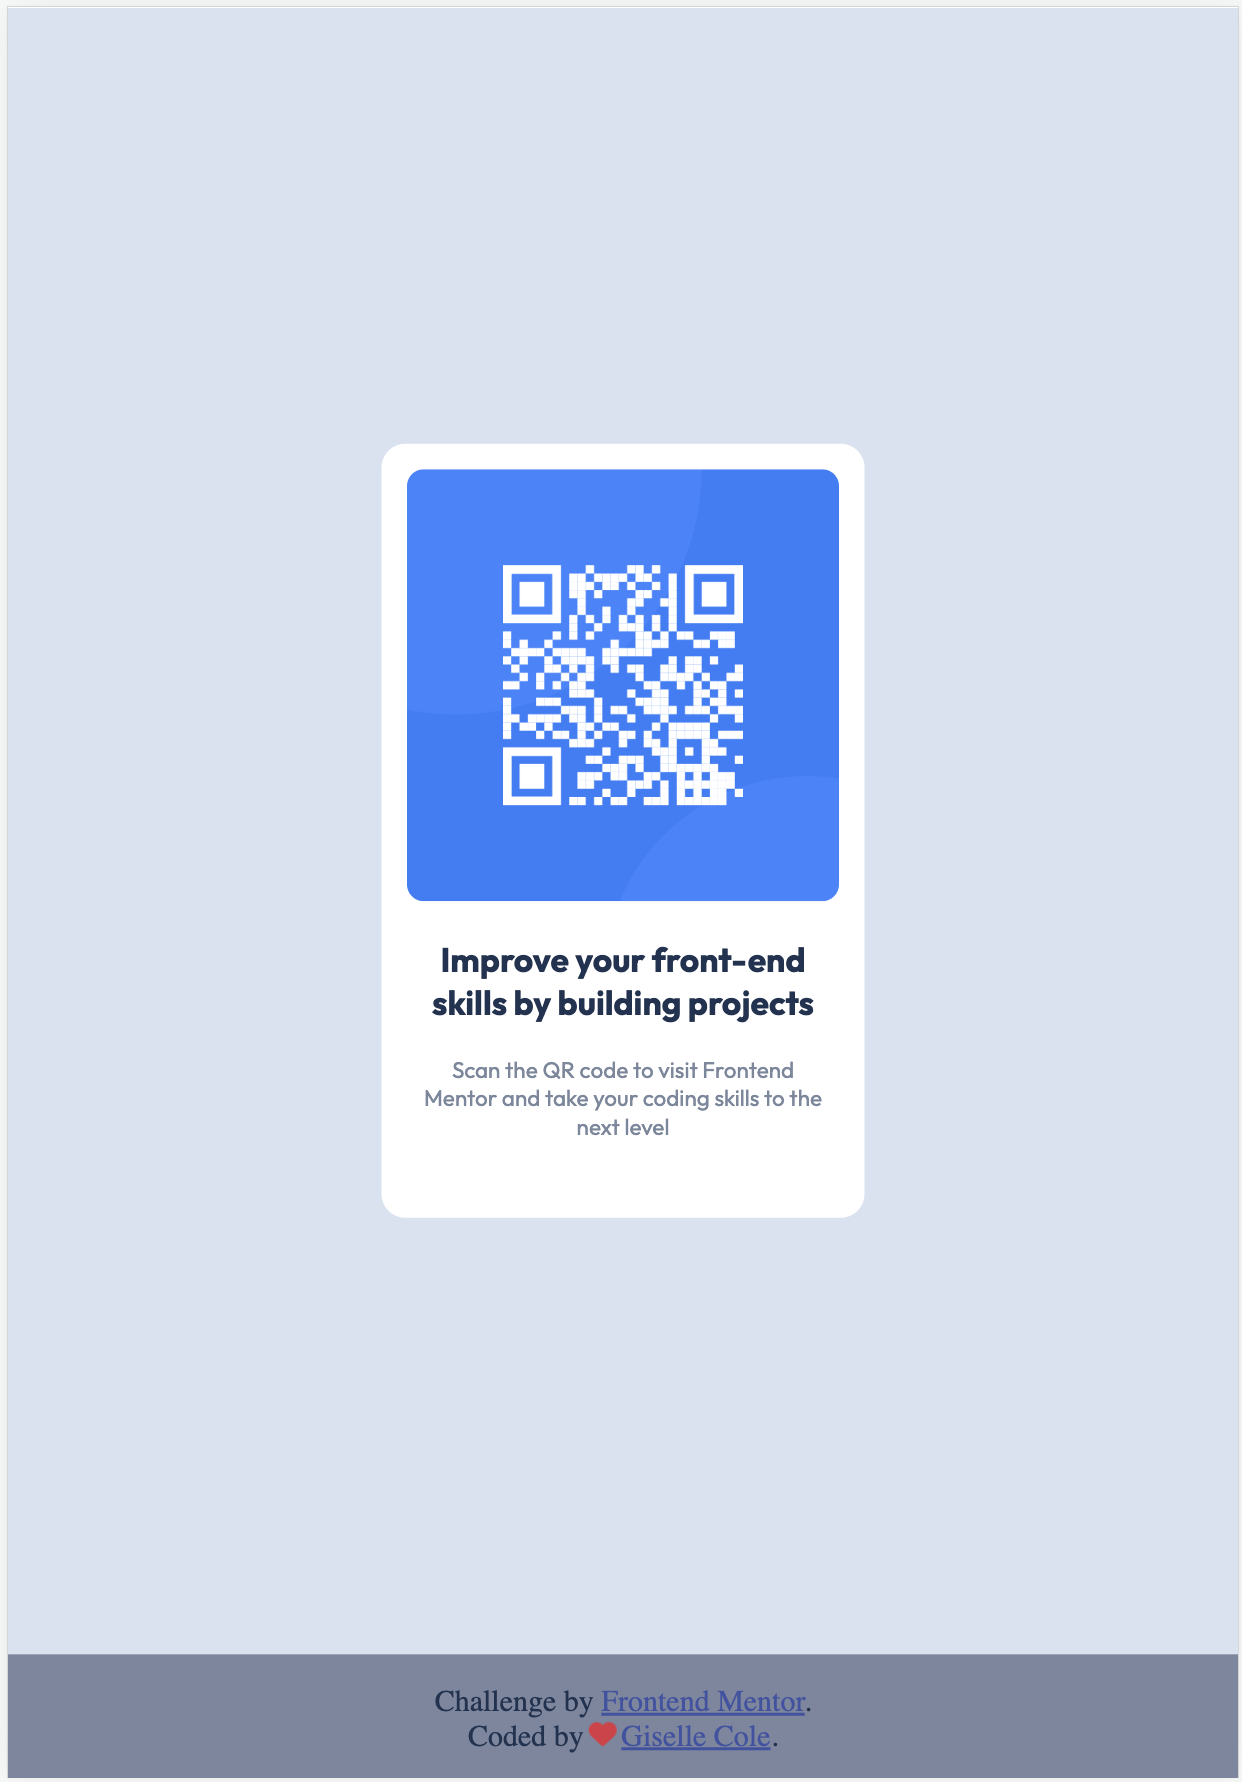 Improve your front-end
skills by building projects
Scan the QR code to visit Frontend
Mentor and take your coding skills to the
next level
Challenge by Frontend Mentor.
Coded by ❤️ Giselle Cole.